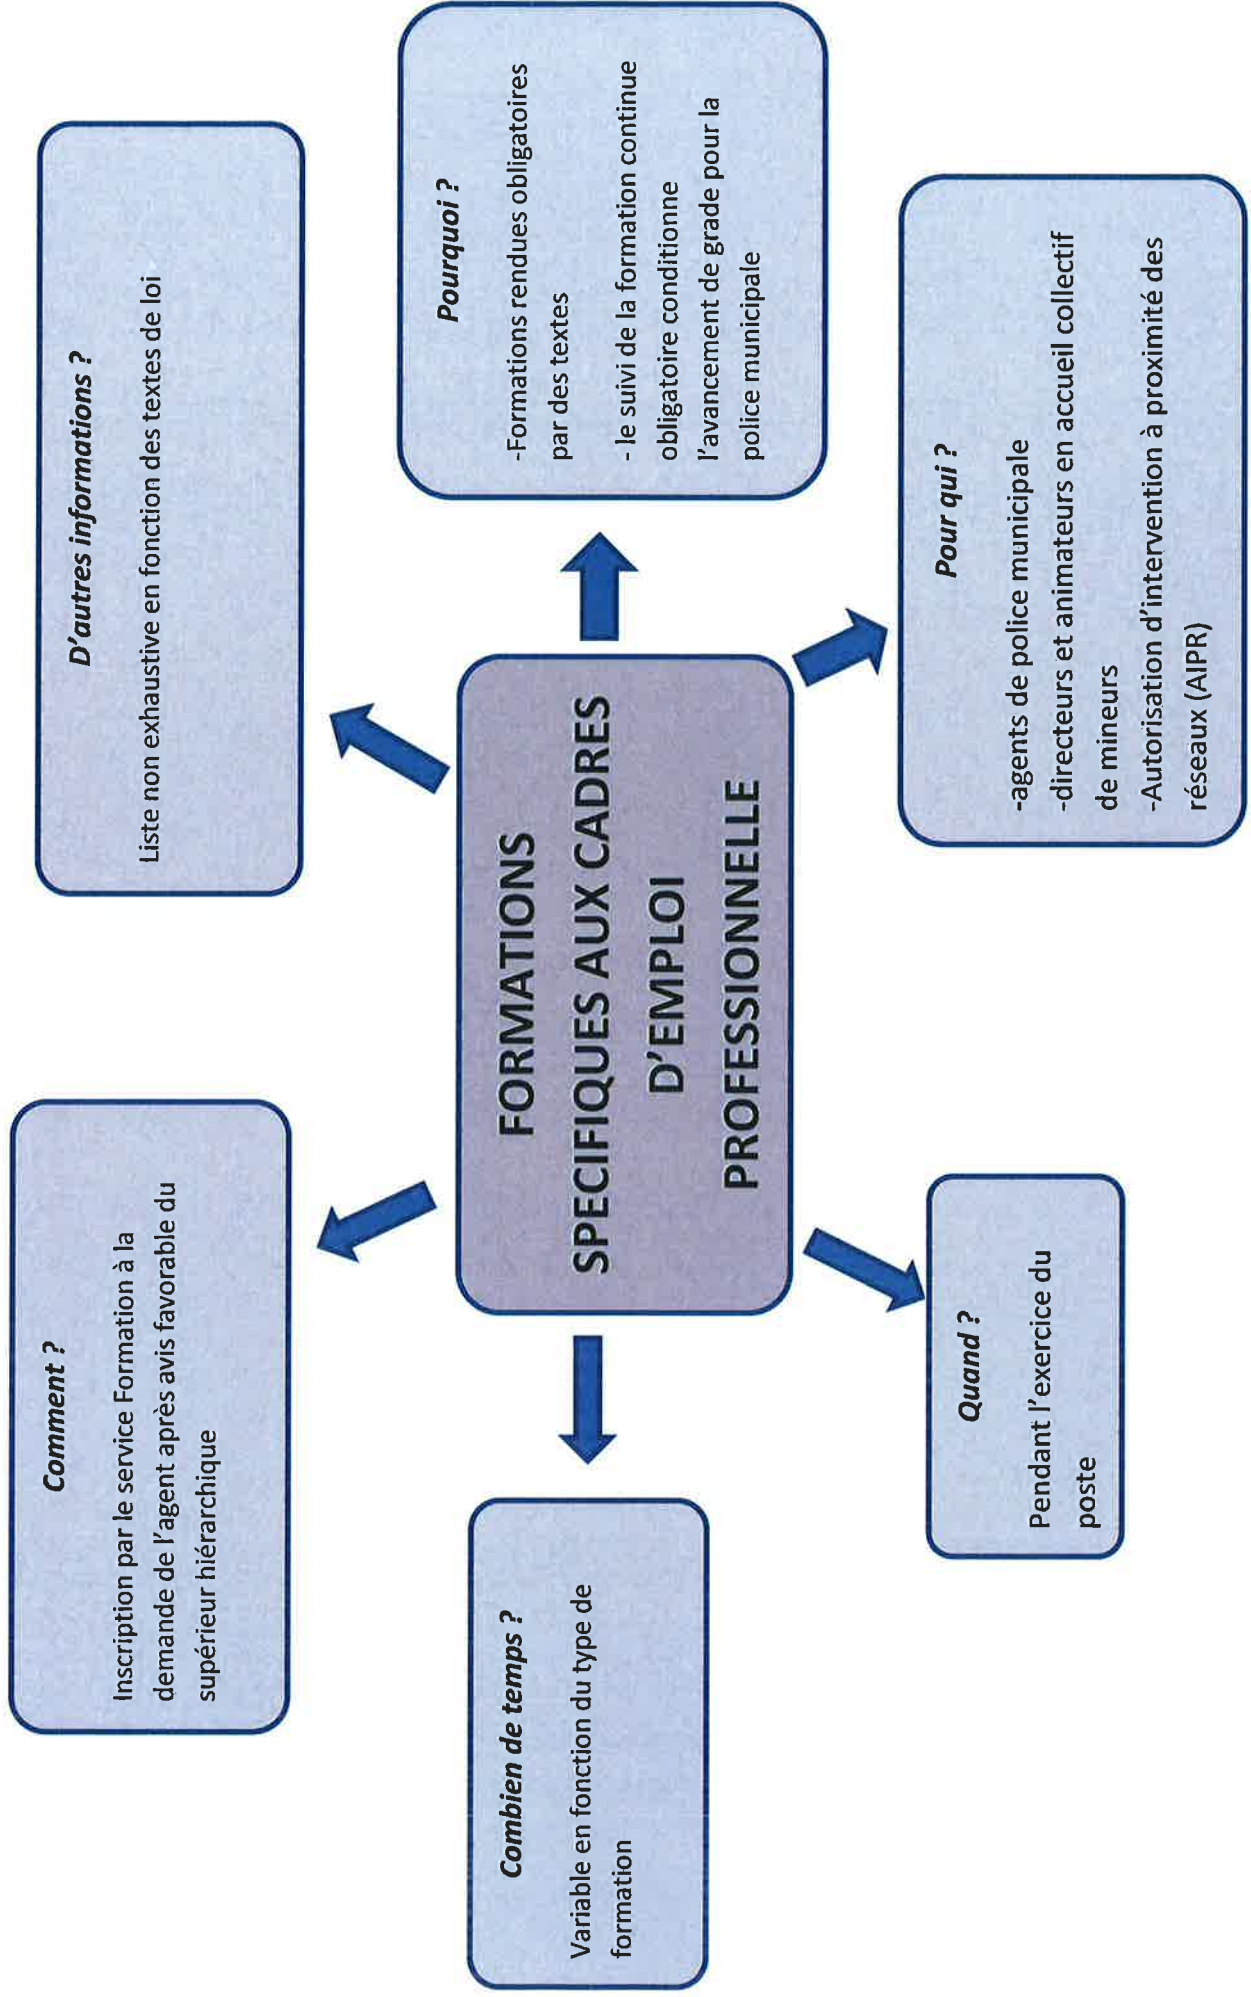 Comment ?
Inscription par le service Formation à la
demande de l'agent après avis favorable du
supérieur hiérarchique
D'autres informations ?
Liste non exhaustive en fonction des textes de loi
Combien de temps ?
Variable en fonction du type de
formation
FORMATIONS
SPECIFIQUES AUX CADRES
D'EMPLOI
PROFESSIONNELLE
Pourquoi ?
-Formations rendues obligatoires
par des textes
- le suivi de la formation continue
obligatoire conditionne
l'avancement de grade pour la
police municipale
Quand ?
Pendant l'exercice du
poste
Pour qui ?
-agents de police municipale
-directeurs et animateurs en accueil collectif
de mineurs
-Autorisation d'intervention à proximité des
réseaux (AIPR)